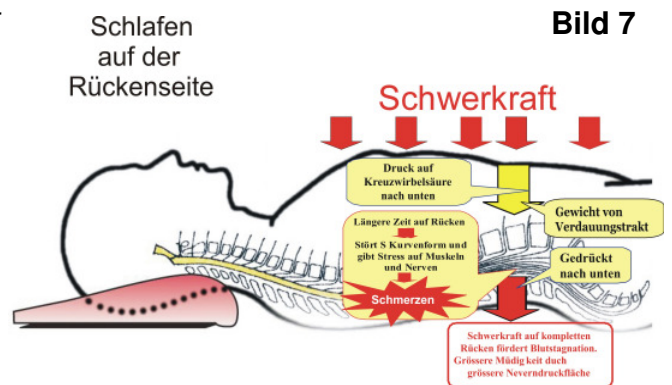 Schlafen
auf der
Rückenseite
Bild 7
Schwerkraft
Druck auf
Kreuzwirbelsäure
nach unten
Gewicht von
Verdauungstrakt
Längere Zeit auf Rücken
Stört S Kurvenform und
gibt Stress auf Muskeln
und Nerven
Schmerzen
Gedrückt
nach unten
Schwerkraft auf kompletten
Rücken fördert Blutstagnation.
Grössere Müdig keit duch
grössere Neverndruckfläche